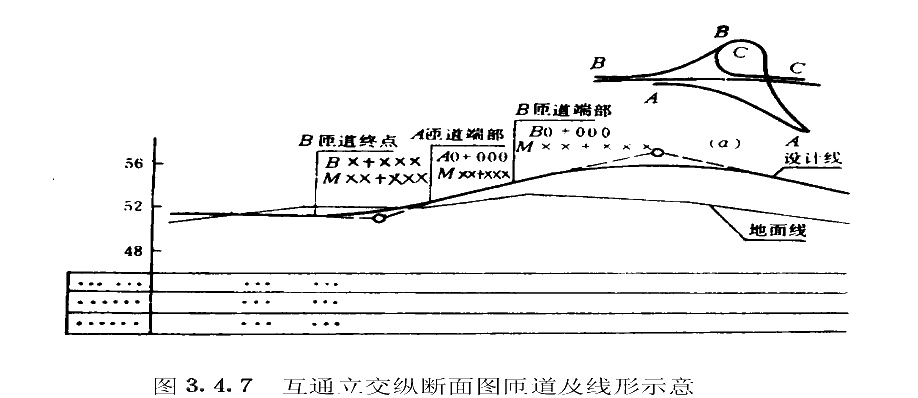 B
B
C
C
A
A
B 匝道终点
B ×+×××
M ××+×××
A匝道端部
A0+000
M××+×××
B 匝道端部
B0+000
M××+×××
(a)
设计线
地面线
56
52
48
... ...
...
...
......
...
...
......
...
...
图 3.4.7 互通立交纵断面图匝道及线形示意